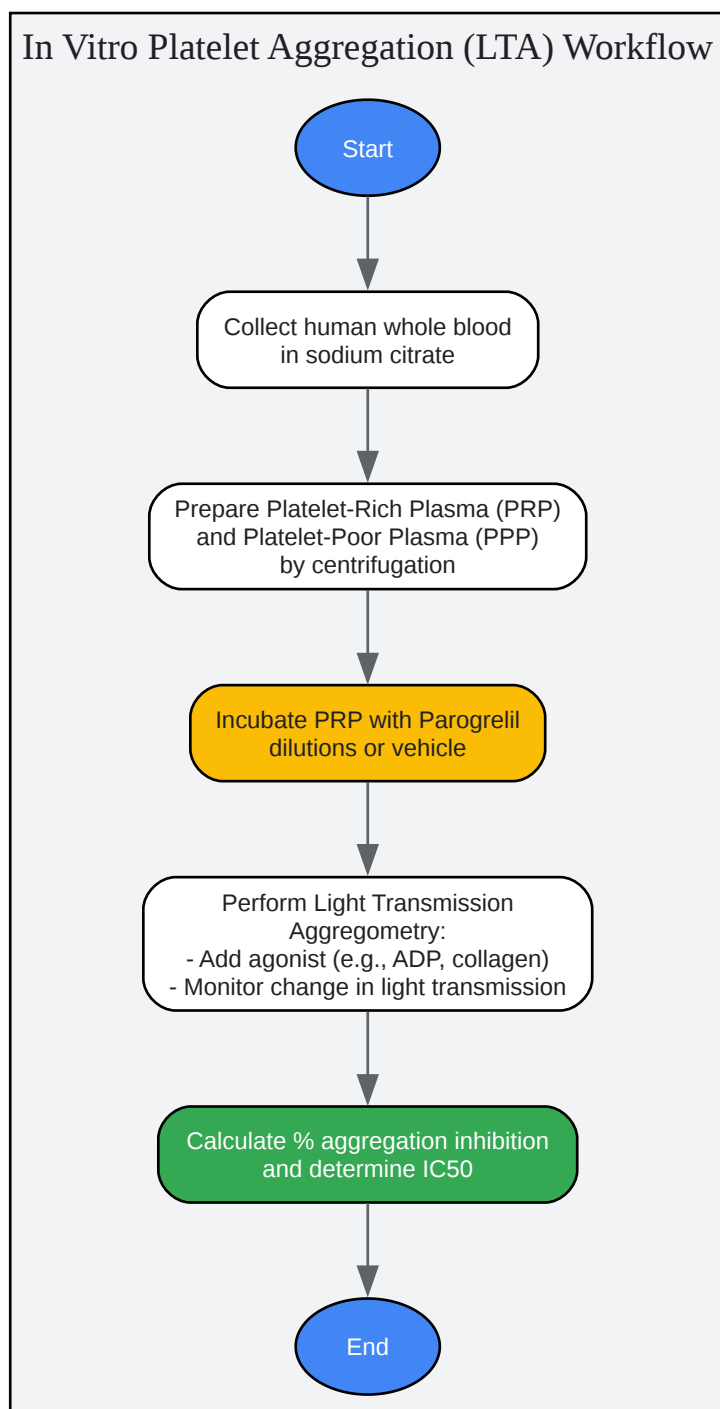 In Vitro Platelet Aggregation (LTA) Workflow
Start
Collect human whole blood
in sodium citrate
Prepare Platelet-Rich Plasma (PRP)
and Platelet-Poor Plasma (PPP)
by centrifugation
Incubate PRP with Parogrelil
dilutions or vehicle
Perform Light Transmission
Aggregometry:
- Add agonist (e.g., ADP, collagen)
- Monitor change in light transmission
Calculate % aggregation inhibition
and determine IC50
End